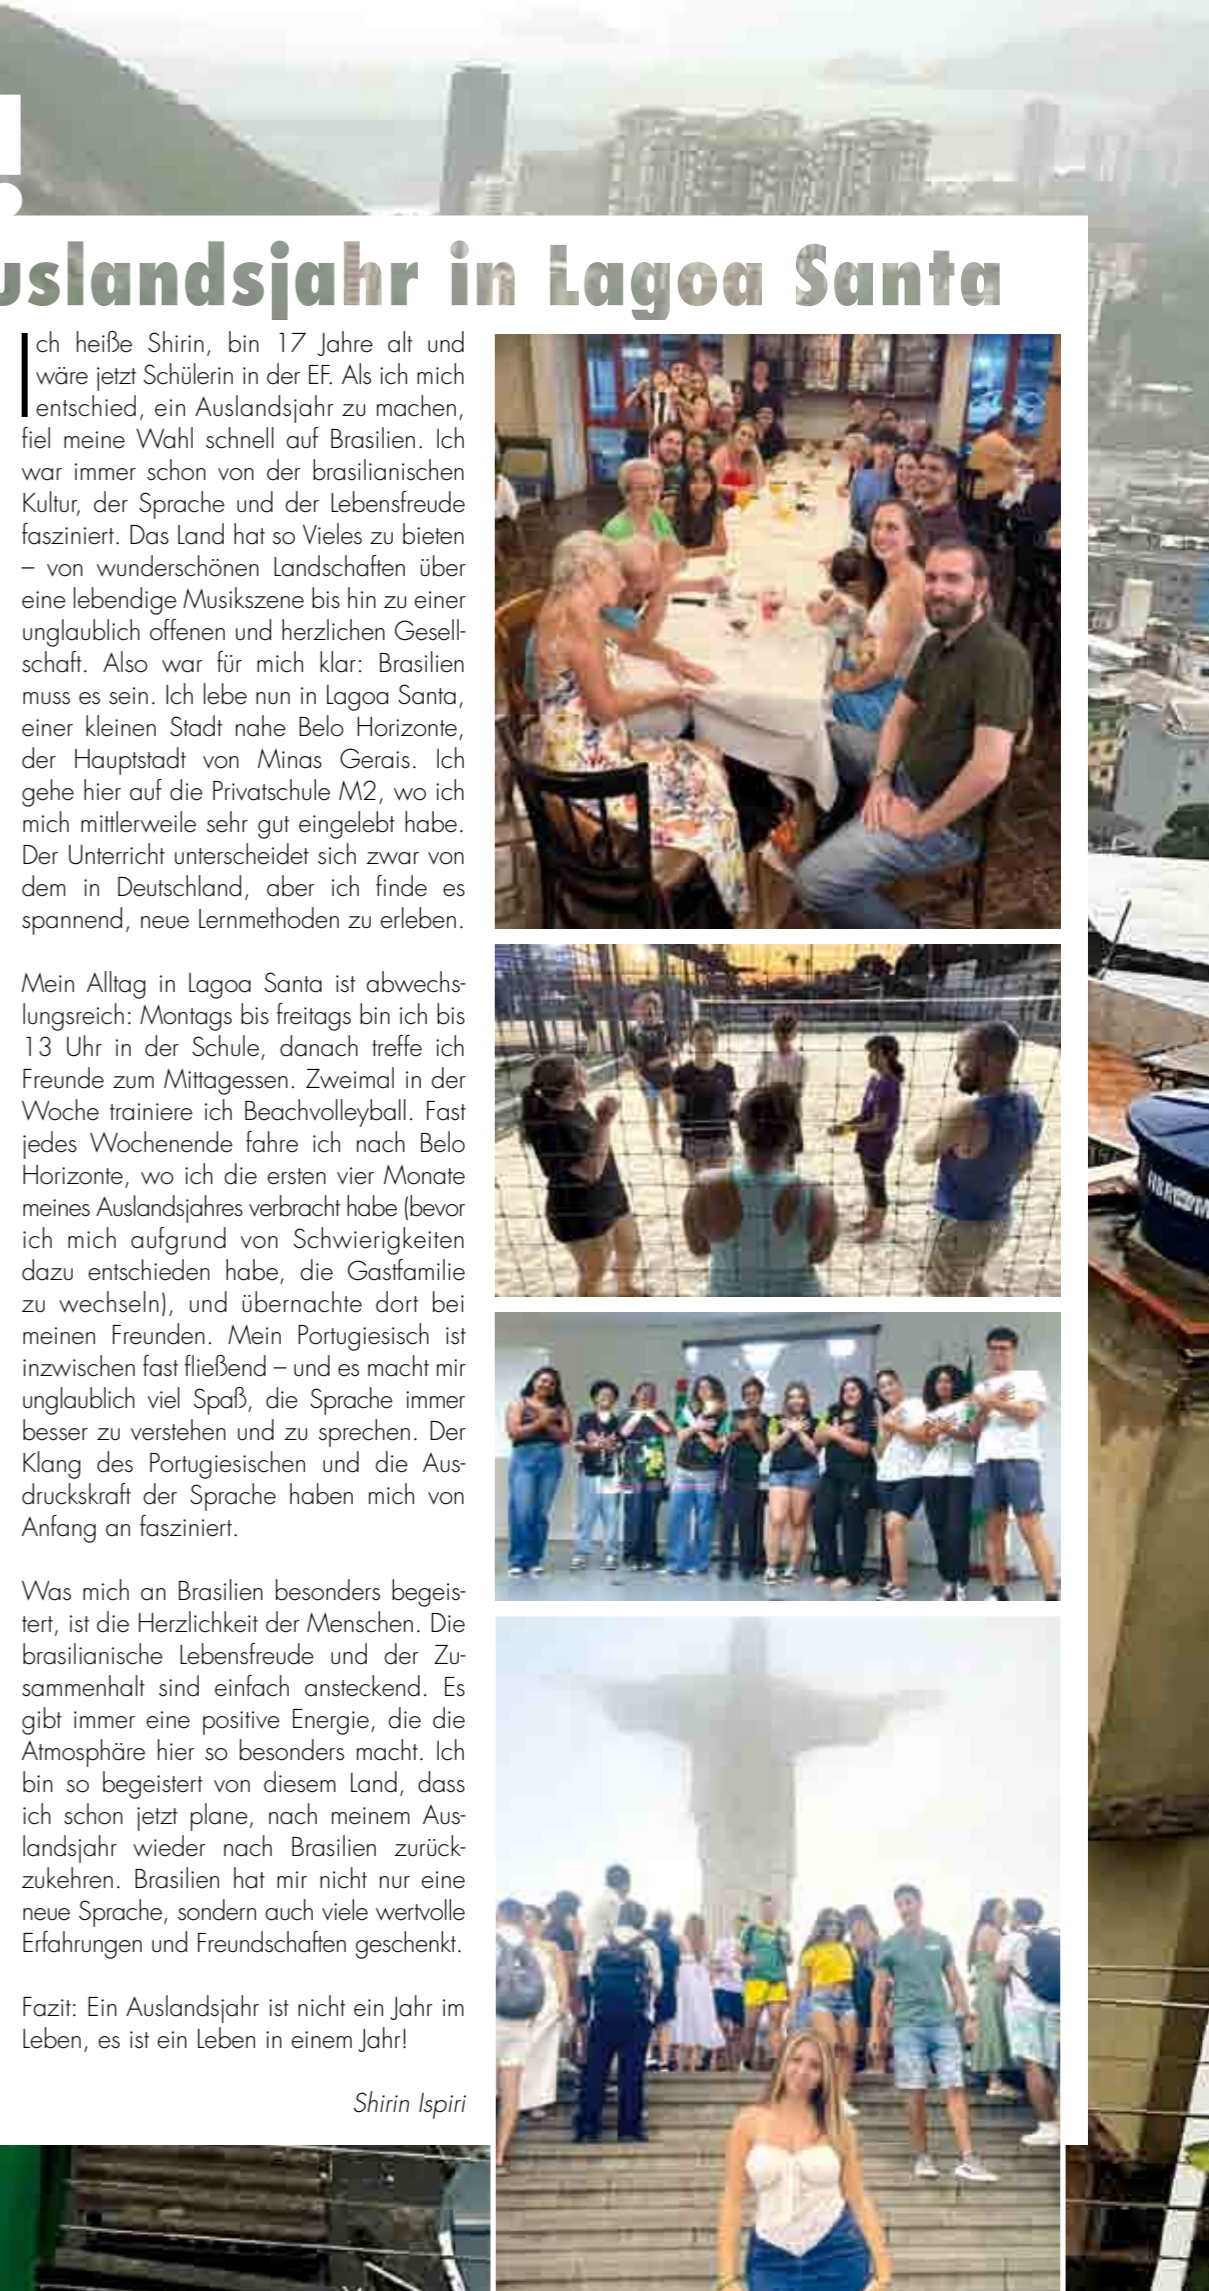 !
uslandsjahr in Lagoa Santa
Ich heiße Shirin, bin 17 Jahre alt und
wäre jetzt Schülerin in der EF. Als ich mich
entschied, ein Auslandsjahr zu machen,
fiel meine Wahl schnell auf Brasilien. Ich
war immer schon von der brasilianischen
Kultur, der Sprache und der Lebensfreude
fasziniert. Das Land hat so Vieles zu bieten
– von wunderschönen Landschaften über
eine lebendige Musikszene bis hin zu einer
unglaublich offenen und herzlichen Gesell-
schaft. Also war für mich klar: Brasilien
muss es sein. Ich lebe nun in Lagoa Santa,
einer kleinen Stadt nahe Belo Horizonte,
der Hauptstadt von Minas Gerais. Ich
gehe hier auf die Privatschule M2, wo ich
mich mittlerweile sehr gut eingelebt habe.
Der Unterricht unterscheidet sich zwar von
dem in Deutschland, aber ich finde es
spannend, neue Lernmethoden zu erleben.
Mein Alltag in Lagoa Santa ist abwechs-
lungsreich: Montags bis freitags bin ich bis
13 Uhr in der Schule, danach treffe ich
Freunde zum Mittagessen. Zweimal in der
Woche trainiere ich Beachvolleyball. Fast
jedes Wochenende fahre ich nach Belo
Horizonte, wo ich die ersten vier Monate
meines Auslandsjahres verbracht habe (bevor
ich mich aufgrund von Schwierigkeiten
dazu entschieden habe, die Gastfamilie
zu wechseln), und übernachte dort bei
meinen Freunden. Mein Portugiesisch ist
inzwischen fast fließend – und es macht mir
unglaublich viel Spaß, die Sprache immer
besser zu verstehen und zu sprechen. Der
Klang des Portugiesischen und die Aus-
druckskraft der Sprache haben mich von
Anfang an fasziniert.
Was mich an Brasilien besonders begeis-
tert, ist die Herzlichkeit der Menschen. Die
brasilianische Lebensfreude und der Zu-
sammenhalt sind einfach ansteckend. Es
gibt immer eine positive Energie, die die
Atmosphäre hier so besonders macht. Ich
bin so begeistert von diesem Land, dass
ich schon jetzt plane, nach meinem Aus-
landsjahr wieder nach Brasilien zurück-
zukehren. Brasilien hat mir nicht nur eine
neue Sprache, sondern auch viele wertvolle
Erfahrungen und Freundschaften geschenkt.
Fazit: Ein Auslandsjahr ist nicht ein Jahr im
Leben, es ist ein Leben in einem Jahr!
Shirin Ispiri